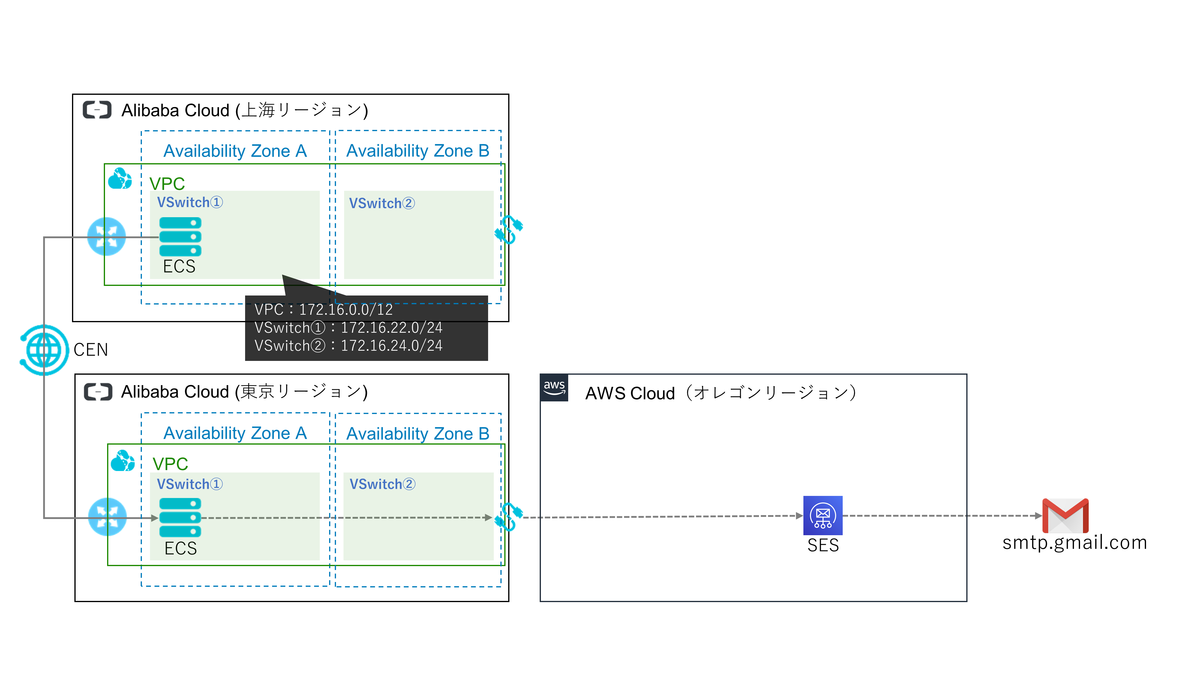 Alibaba Cloud (上海リージョン)
Availability Zone A
Availability Zone B
VPC
VSwitch①
VSwitch②
ECS
VPC：172.16.0.0/12
VSwitch①：172.16.22.0/24
VSwitch②：172.16.24.0/24
CEN
Alibaba Cloud (東京リージョン)
Availability Zone A
Availability Zone B
VPC
VSwitch①
VSwitch②
ECS
aws
AWS Cloud（オレゴンリージョン）
SES
smtp.gmail.com